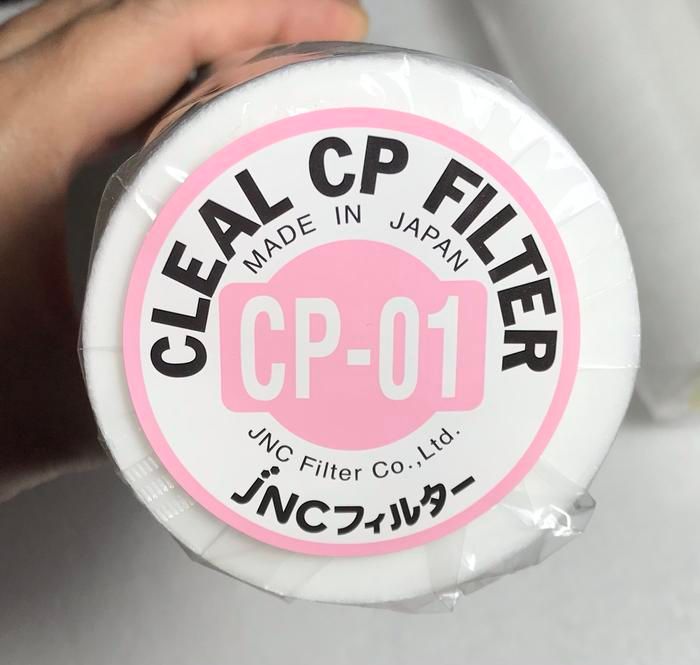 CLEAL CP FILTER
MADE IN JAPAN
CP-01
JNC Filter Co.,Ltd.
JNCフィルター